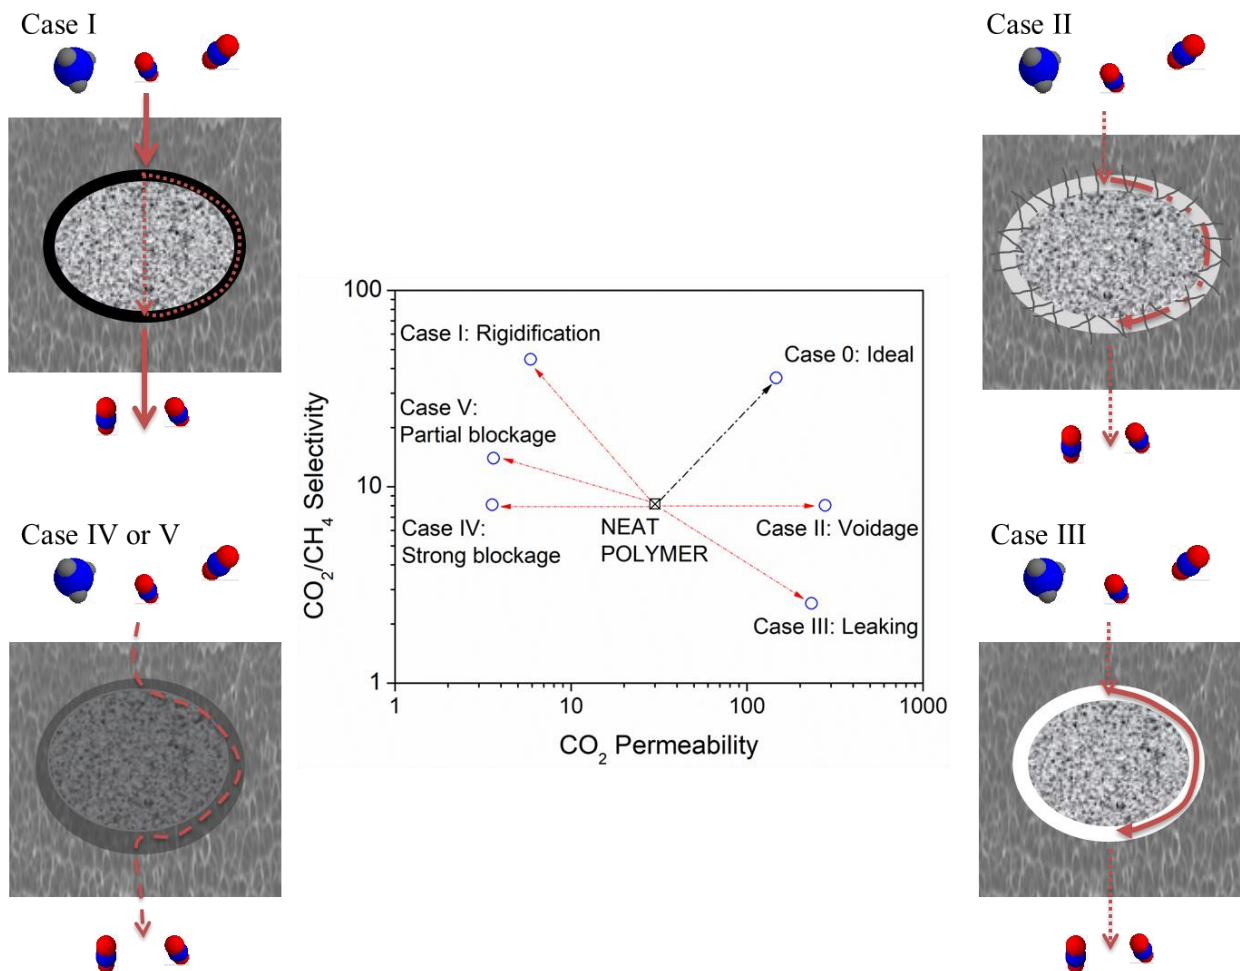 Case I
Case II
100
Case I: Rigidification
Case 0: Ideal
Case V:
Partial blockage
10
Case IV:
Strong blockage
NEAT
POLYMER
Case II: Voidage
Case III: Leaking
1
1
10
100
1000
CO₂/CH₄ Selectivity
CO₂ Permeability
Case IV or V
Case III